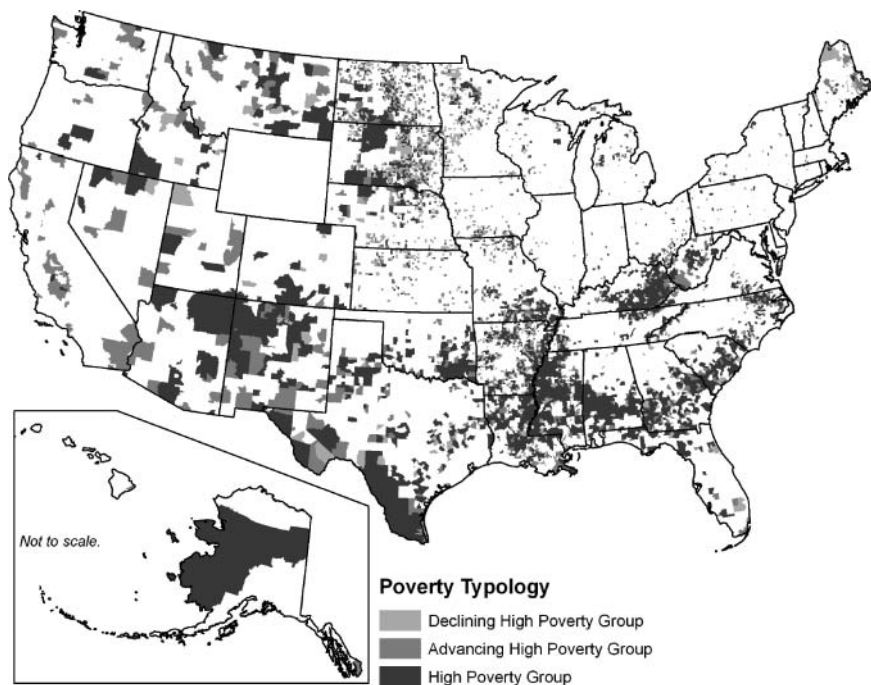 Not to scale.
Poverty Typology
Declining High Poverty Group
Advancing High Poverty Group
High Poverty Group